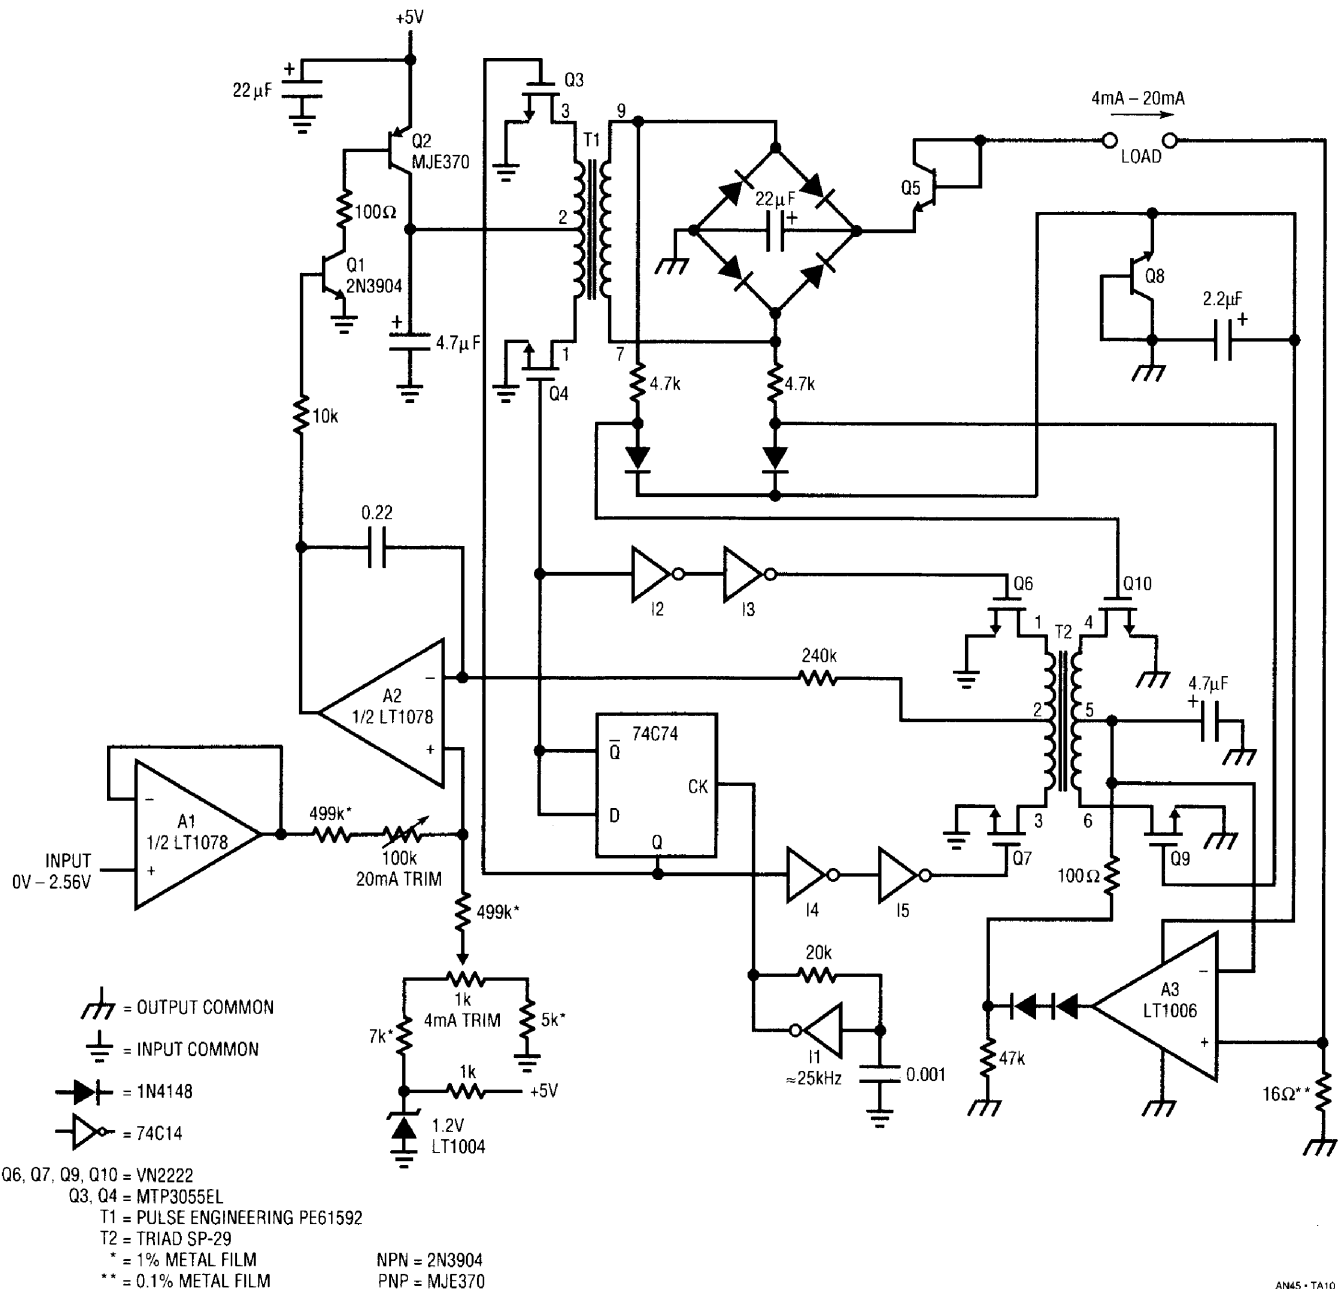 +5V
22µF
+
Q2
MJE370
100Ω
Q1
2N3904
+
4.7µF
10k
Q3
3
9
T1
2
1
7
Q4
22µF
+
Q5
4mA – 20mA
LOAD
Q8
2.2µF
+
4.7k
4.7k
0.22
I2
I3
Q6
Q10
1
T2
4
240k
2
5
4.7µF
+
A2
1/2 LT1078
–
+
74C74
Q̅
CK
D
Q
3
6
Q7
Q9
A1
1/2 LT1078
–
+
INPUT
0V – 2.56V
499k*
100k
20mA TRIM
499k*
I4
I5
100Ω
20k
1k
4mA TRIM
7k*
5k*
1k
+5V
1.2V
LT1004
I1
≈25kHz
0.001
A3
LT1006
–
+
47k
16Ω**
= OUTPUT COMMON
= INPUT COMMON
= 1N4148
= 74C14
Q6, Q7, Q9, Q10 = VN2222
Q3, Q4 = MTP3055EL
T1 = PULSE ENGINEERING PE61592
T2 = TRIAD SP-29
* = 1% METAL FILM
** = 0.1% METAL FILM
NPN = 2N3904
PNP = MJE370
AN45 • TA10